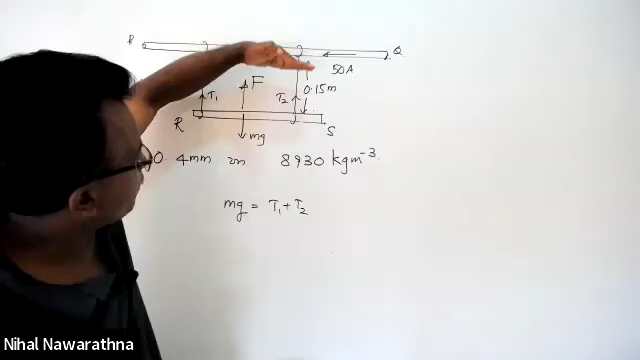 P Q
50A
T₁ F T₂ 0.15m
R mg S
0.4mm 2m 8930 kgm⁻³.
mg = T₁ + T₂
Nihal Nawarathna